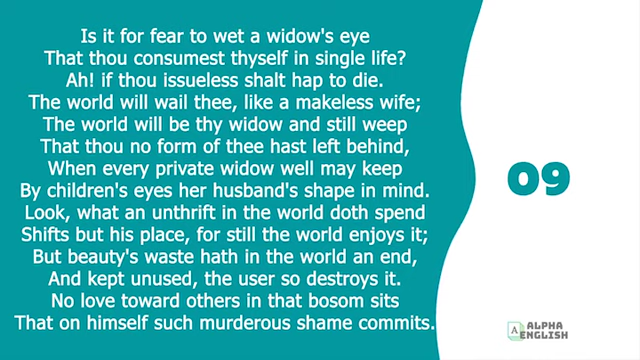 Is it for fear to wet a widow's eye
That thou consumest thyself in single life?
Ah! if thou issueless shalt hap to die.
The world will wail thee, like a makeless wife;
The world will be thy widow and still weep
That thou no form of thee hast left behind,
When every private widow well may keep
By children's eyes her husband's shape in mind.
Look, what an unthrift in the world doth spend
Shifts but his place, for still the world enjoys it;
But beauty's waste hath in the world an end,
And kept unused, the user so destroys it.
No love toward others in that bosom sits
That on himself such murderous shame commits.
09
A
ALPHA
ENGLISH